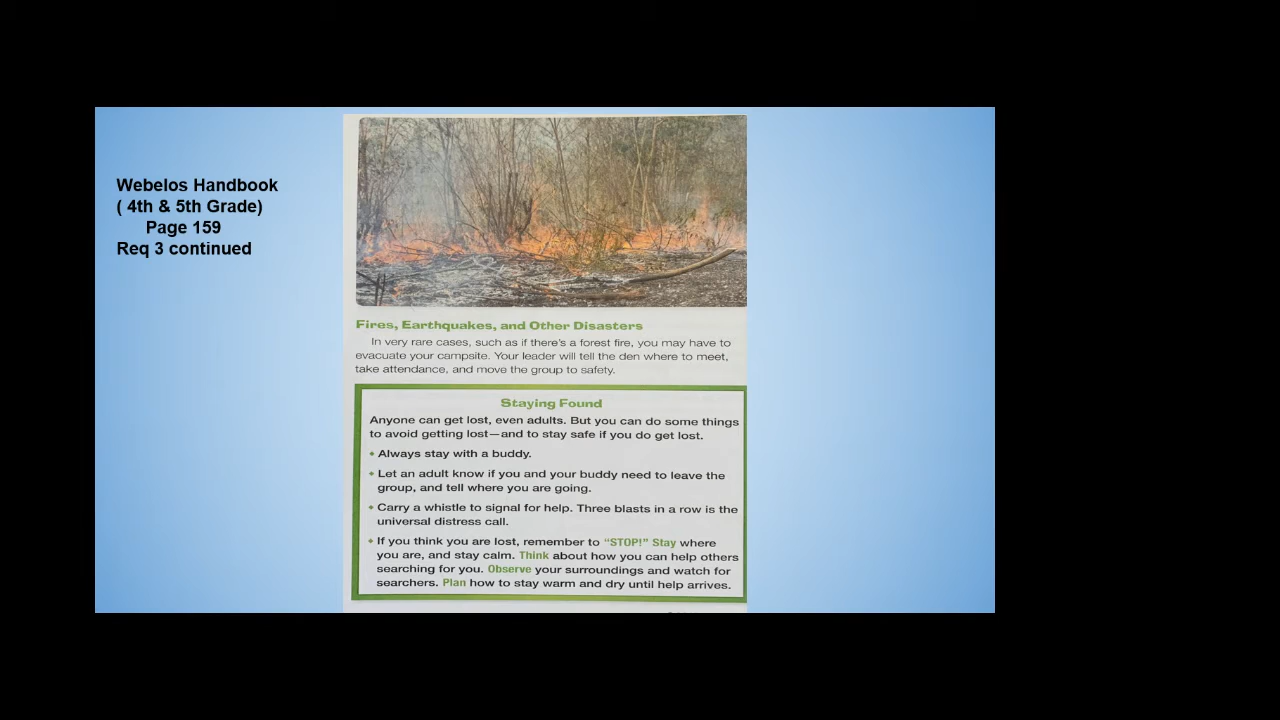 Webelos Handbook
( 4th & 5th Grade)
Page 159
Req 3 continued
Fires, Earthquakes, and Other Disasters
In very rare cases, such as if there's a forest fire, you may have to
evacuate your campsite. Your leader will tell the den where to meet,
take attendance, and move the group to safety.
Staying Found
Anyone can get lost, even adults. But you can do some things
to avoid getting lost—and to stay safe if you do get lost.
• Always stay with a buddy.
• Let an adult know if you and your buddy need to leave the
group, and tell where you are going.
• Carry a whistle to signal for help. Three blasts in a row is the
universal distress call.
• If you think you are lost, remember to “STOP!” Stay where
you are, and stay calm. Think about how you can help others
searching for you. Observe your surroundings and watch for
searchers. Plan how to stay warm and dry until help arrives.